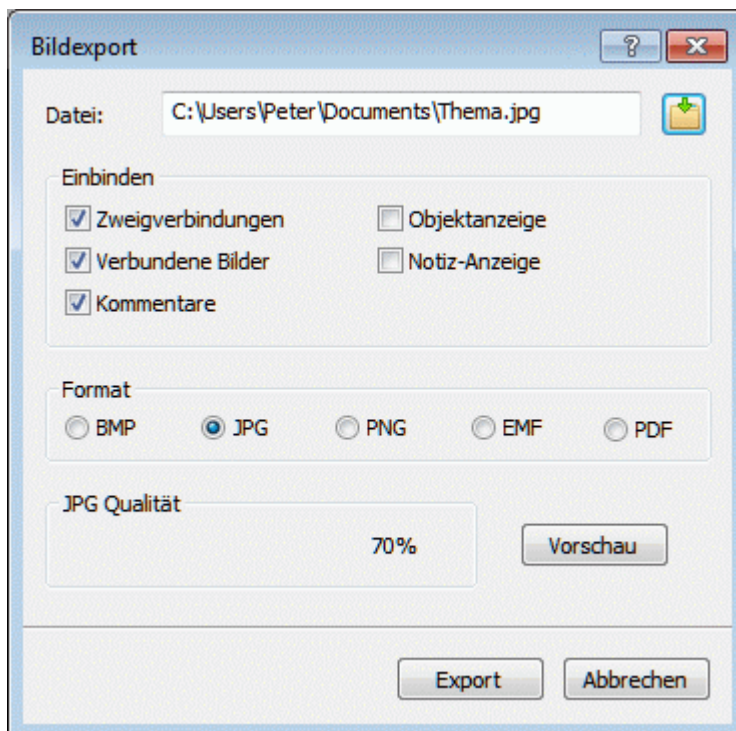 Bildexport
Datei: C:\Users\Peter\Documents\Thema.jpg
Einbinden
Zweigverbindungen Objektanzeige
Verbundene Bilder Notiz-Anzeige
Kommentare
Format
BMP JPG PNG EMF PDF
JPG Qualität
70% Vorschau
Export Abbrechen